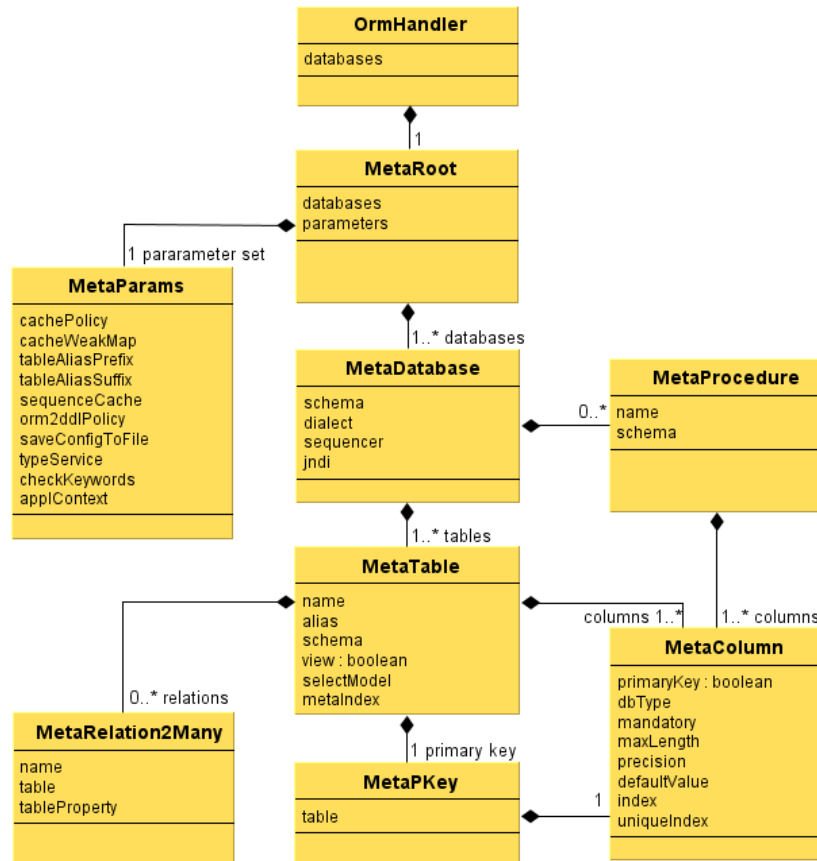 OrmHandler
databases
1
MetaRoot
databases
parameters
1 pararameter set
MetaParams
cachePolicy
cacheWeakMap
tableAliasPrefix
tableAliasSuffix
sequenceCache
orm2ddlPolicy
saveConfigToFile
typeService
checkKeywords
applContext
1..* databases
MetaDatabase
schema
dialect
sequencer
jndi
0..*
MetaProcedure
name
schema
1..* tables
MetaTable
name
alias
schema
view : boolean
selectModel
metaIndex
columns 1..*
1..* columns
MetaColumn
primaryKey : boolean
dbType
mandatory
maxLength
precision
defaultValue
index
uniqueIndex
0..* relations
MetaRelation2Many
name
table
tableProperty
1 primary key
MetaPKey
table
1